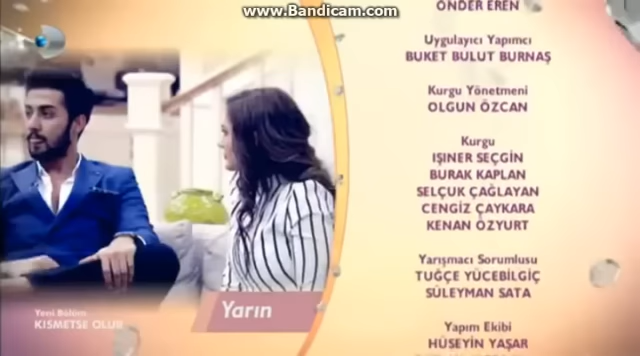 www.Bandicam.com
ÖNDER EREN
Uygulayıcı Yapımcı
BUKET BULUT BURNAŞ
Kurgu Yönetmeni
OLGUN ÖZCAN
Kurgu
IŞINER SEÇGİN
BURAK KAPLAN
SELÇUK ÇAĞLAYAN
CENGİZ ÇAYKARA
KENAN ÖZYURT
Yarışmacı Sorumlusu
TUĞÇE YÜCEBİLGİÇ
SÜLEYMAN SATA
Yapım Ekibi
HÜSEYİN YAŞAR
Yarın
Yeni Bölüm
KISMETSE OLUR